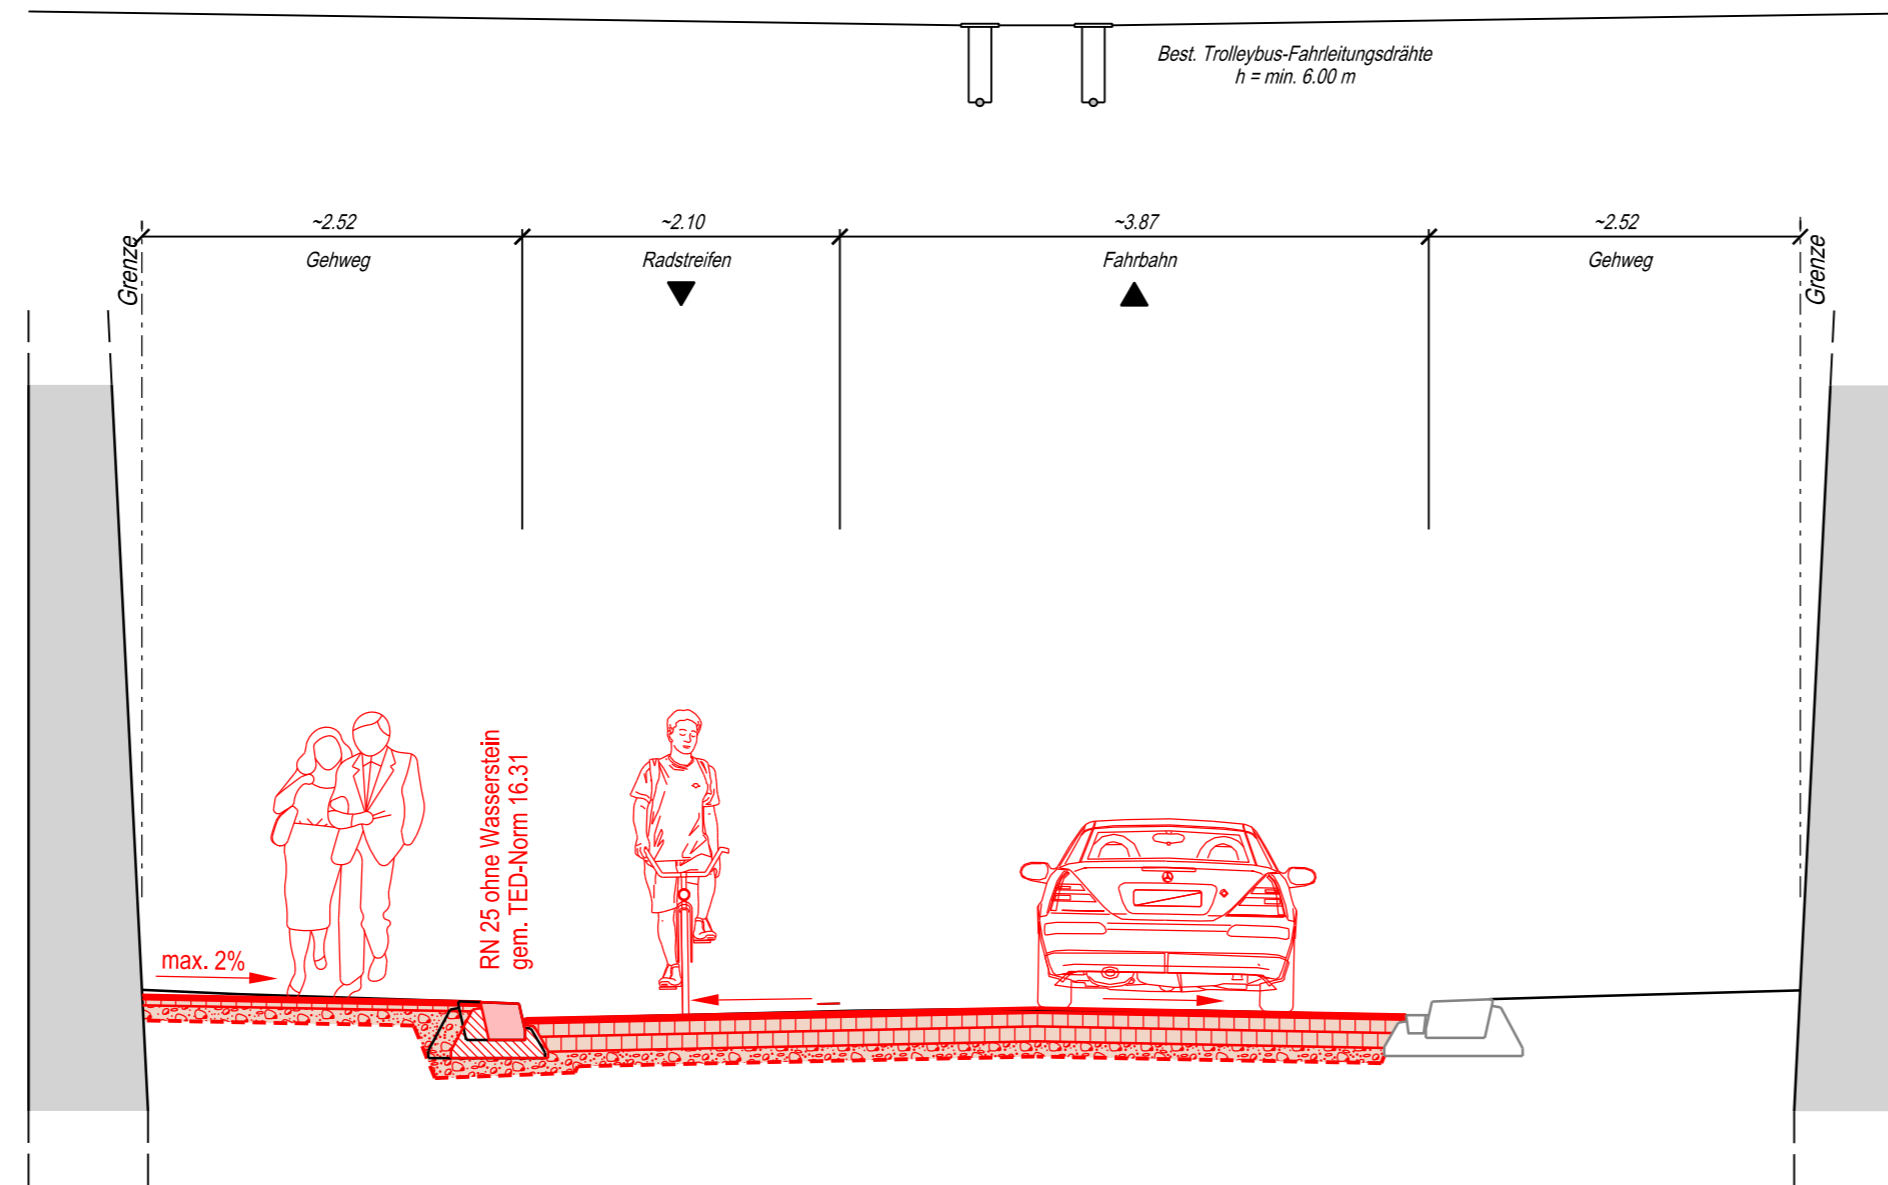 Best. Trolleybus-Fahrleitungsdrähte
h = min. 6.00 m
~2.52
~2.10
~3.87
~2.52
Grenze
Gehweg
Radstreifen
Fahrbahn
Gehweg
Grenze
RN 25 ohne Wasserstein
gem. TED-Norm 16.31
max. 2%